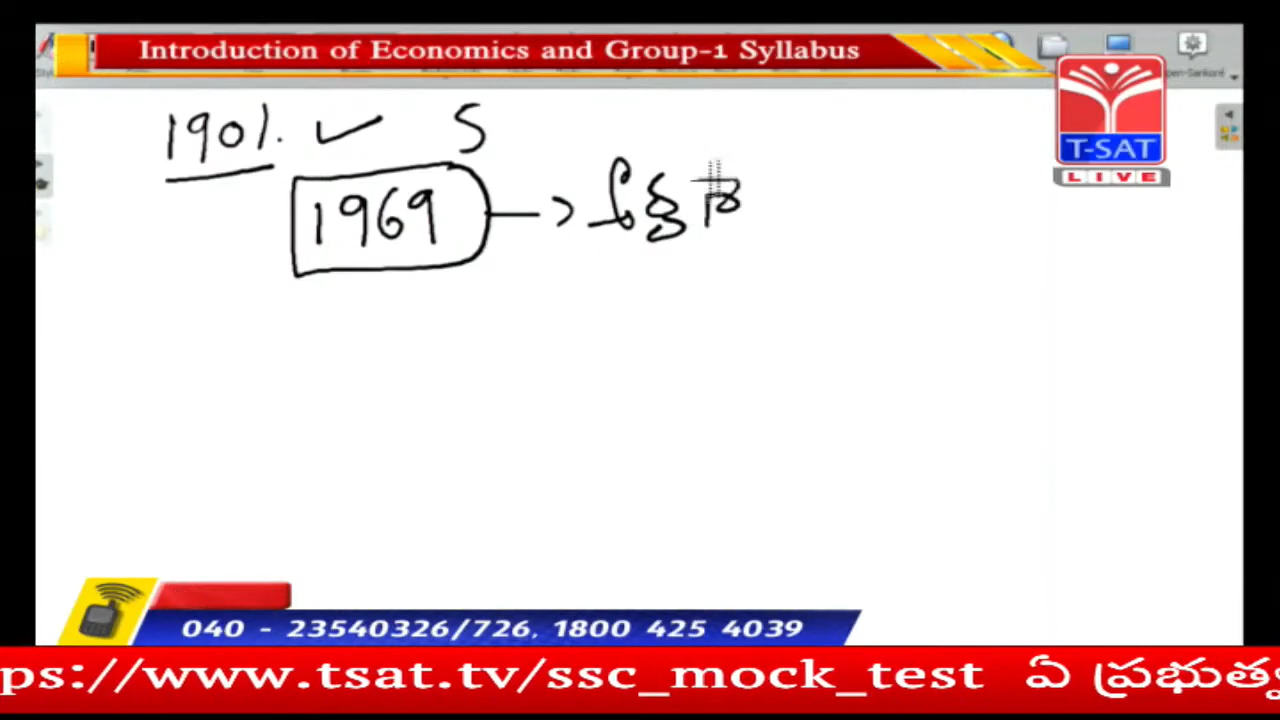 Introduction of Economics and Group-1 Syllabus
1901. ✓ S
1969 →
T-SAT
LIVE
040 - 23540326/726, 1800 425 4039
ps://www.tsat.tv/ssc_mock_test ఏ ప్రభుత్వ